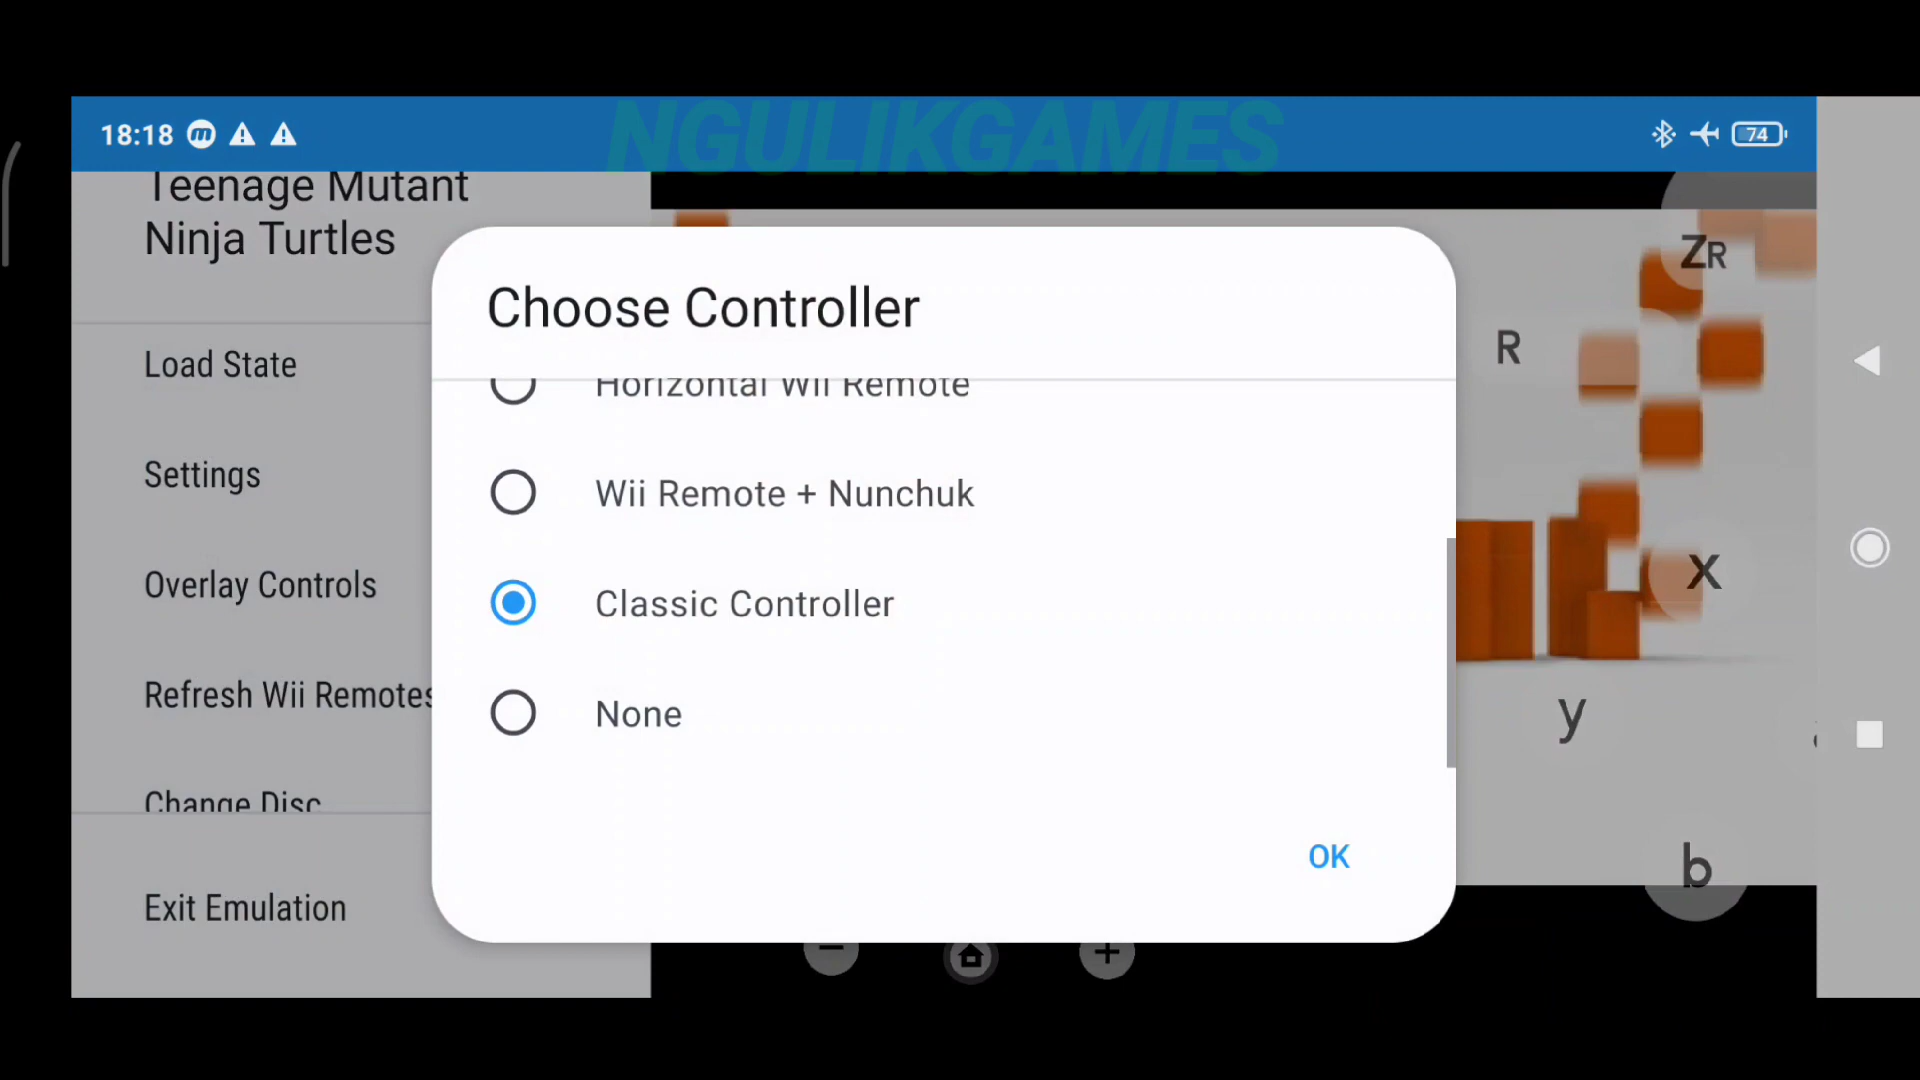 18:18
NGULIKGAMES
74
Teenage Mutant
Ninja Turtles
Load State
Settings
Overlay Controls
Refresh Wii Remotes
Change Disc
Exit Emulation
Choose Controller
Horizontal Wii Remote
Wii Remote + Nunchuk
Classic Controller
None
OK
ZR
R
x
y
b